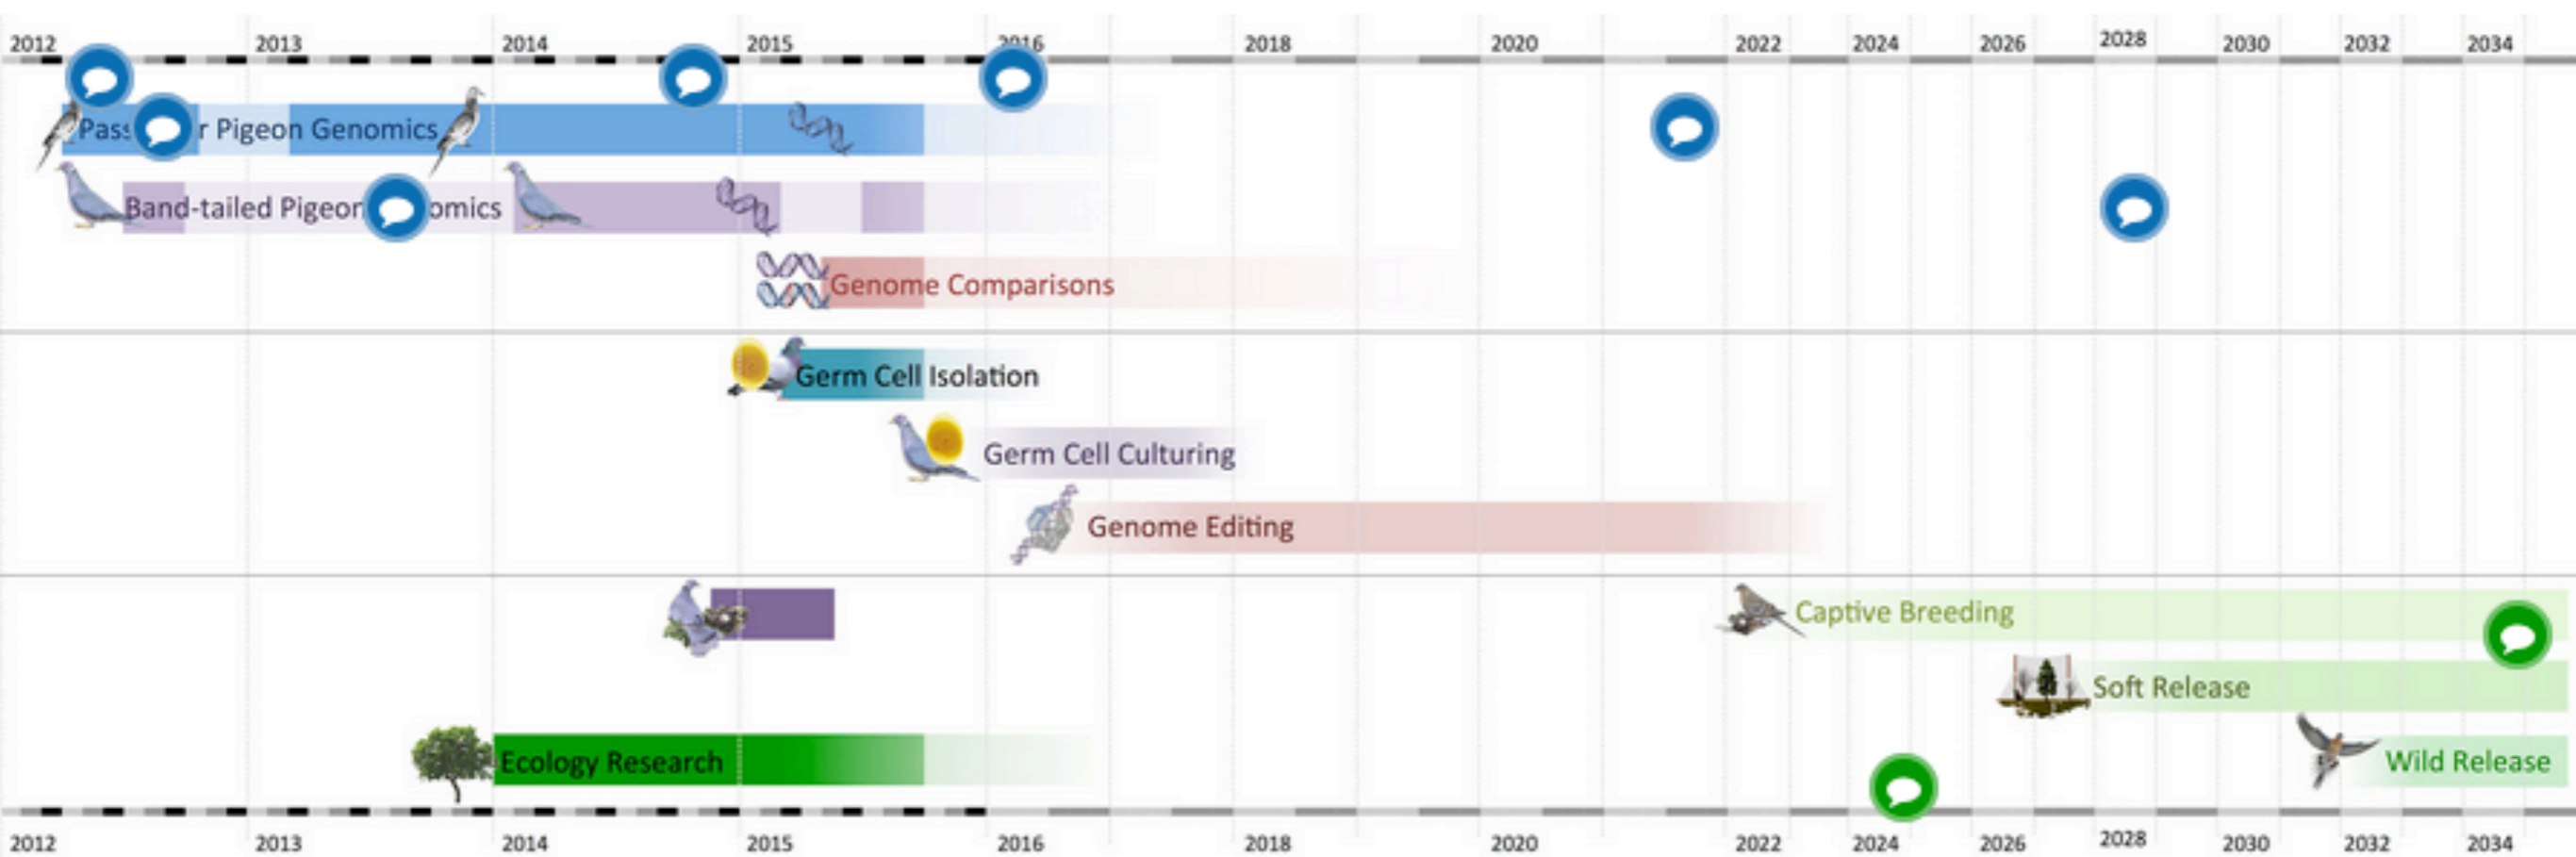 2012 2013 2014 2015 2016 2018 2020 2022 2024 2026 2028 2030 2032 2034
Pass r Pigeon Genomics
Band-tailed Pigeon omics
Genome Comparisons
Germ Cell Isolation
Germ Cell Culturing
Genome Editing
Captive Breeding
Soft Release
Ecology Research
Wild Release
2012 2013 2014 2015 2016 2018 2020 2022 2024 2026 2028 2030 2032 2034